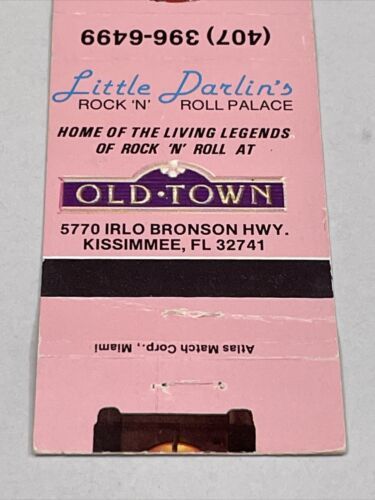 (407) 396-6499
Little Darlin's
ROCK 'N' ROLL PALACE
HOME OF THE LIVING LEGENDS
OF ROCK 'N' ROLL AT
OLD·TOWN
5770 IRLO BRONSON HWY.
KISSIMMEE, FL 32741
Atlas Match Corp., Miami